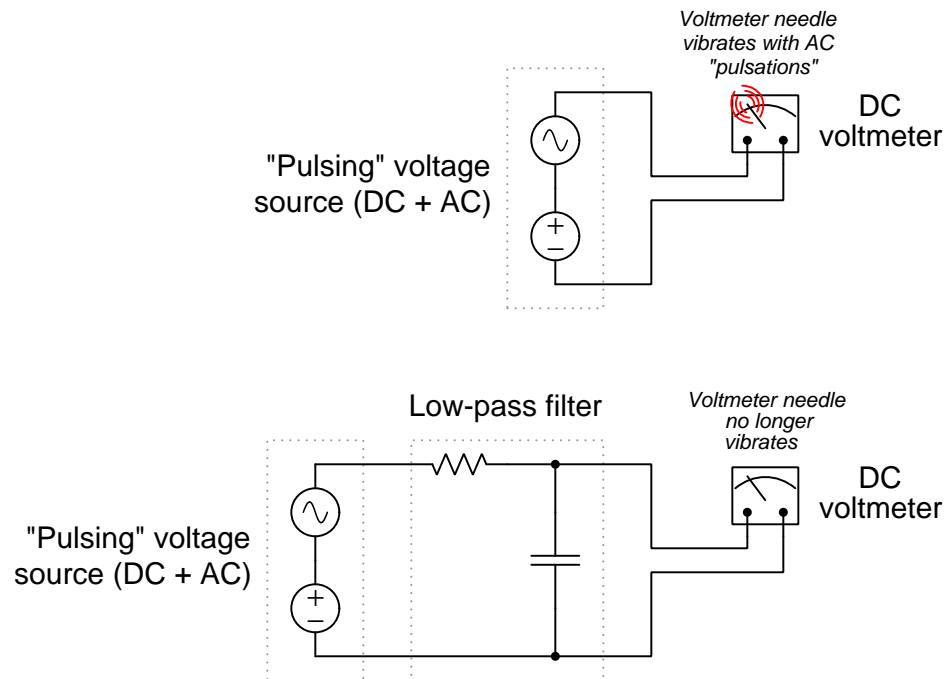 Voltmeter needle
vibrates with AC
"pulsations"
DC
voltmeter
"Pulsing" voltage
source (DC + AC)
+
−
Low-pass filter
Voltmeter needle
no longer
vibrates
DC
voltmeter
"Pulsing" voltage
source (DC + AC)
+
−